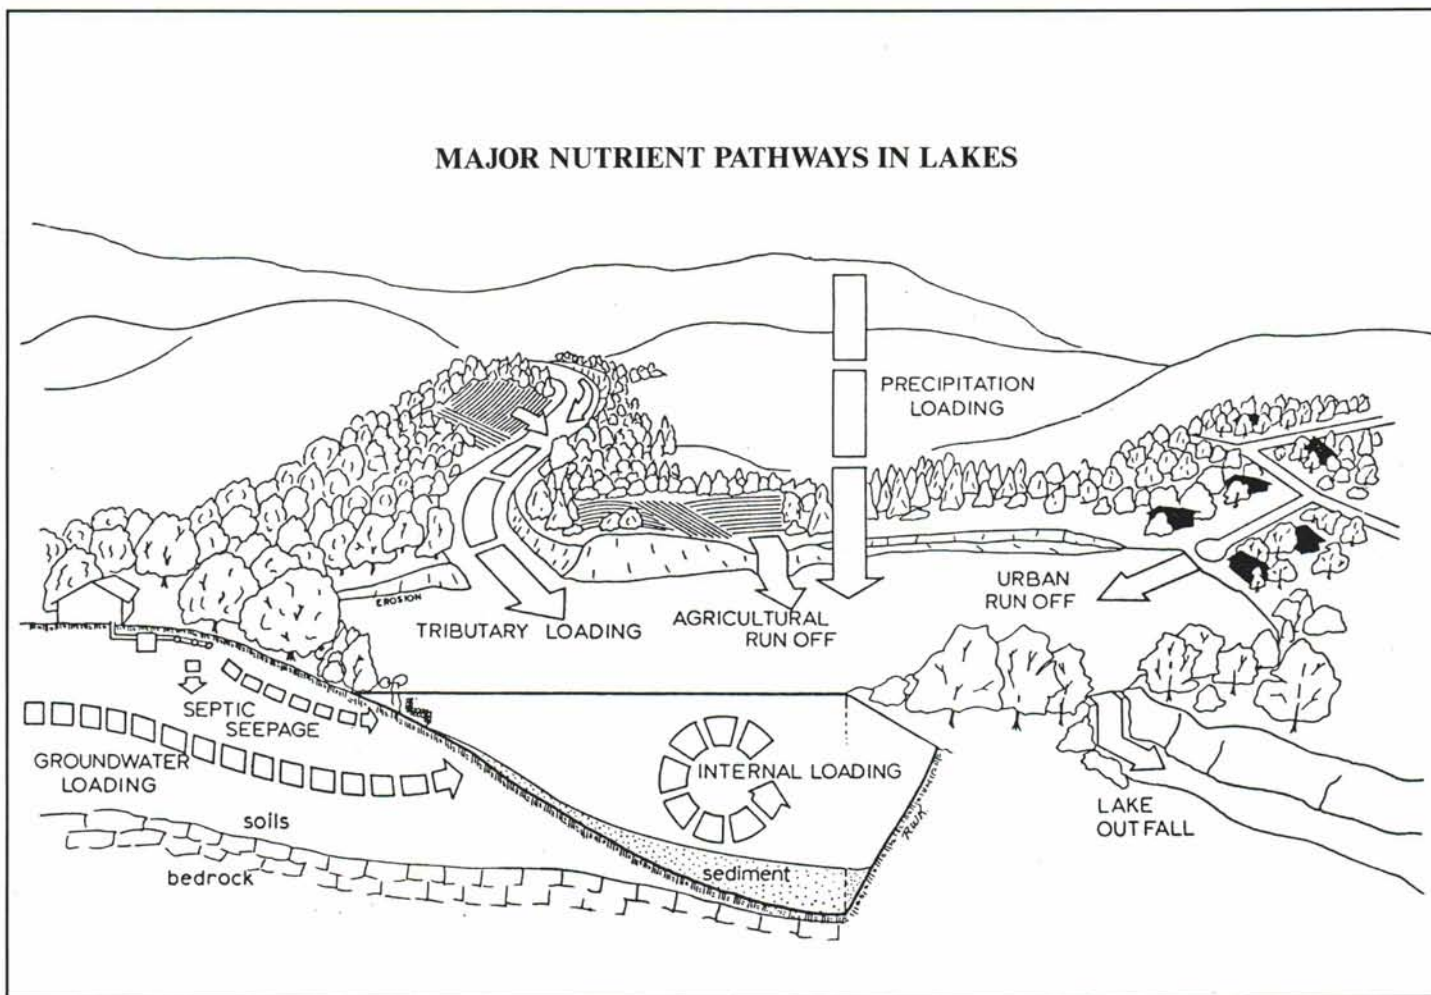 MAJOR NUTRIENT PATHWAYS IN LAKES
PRECIPITATION
LOADING
URBAN
RUN OFF
EROSION
TRIBUTARY LOADING
AGRICULTURAL
RUN OFF
SEPTIC
SEEPAGE
GROUNDWATER
LOADING
INTERNAL LOADING
LAKE
OUTFALL
soils
bedrock
sediment
R.W.K.